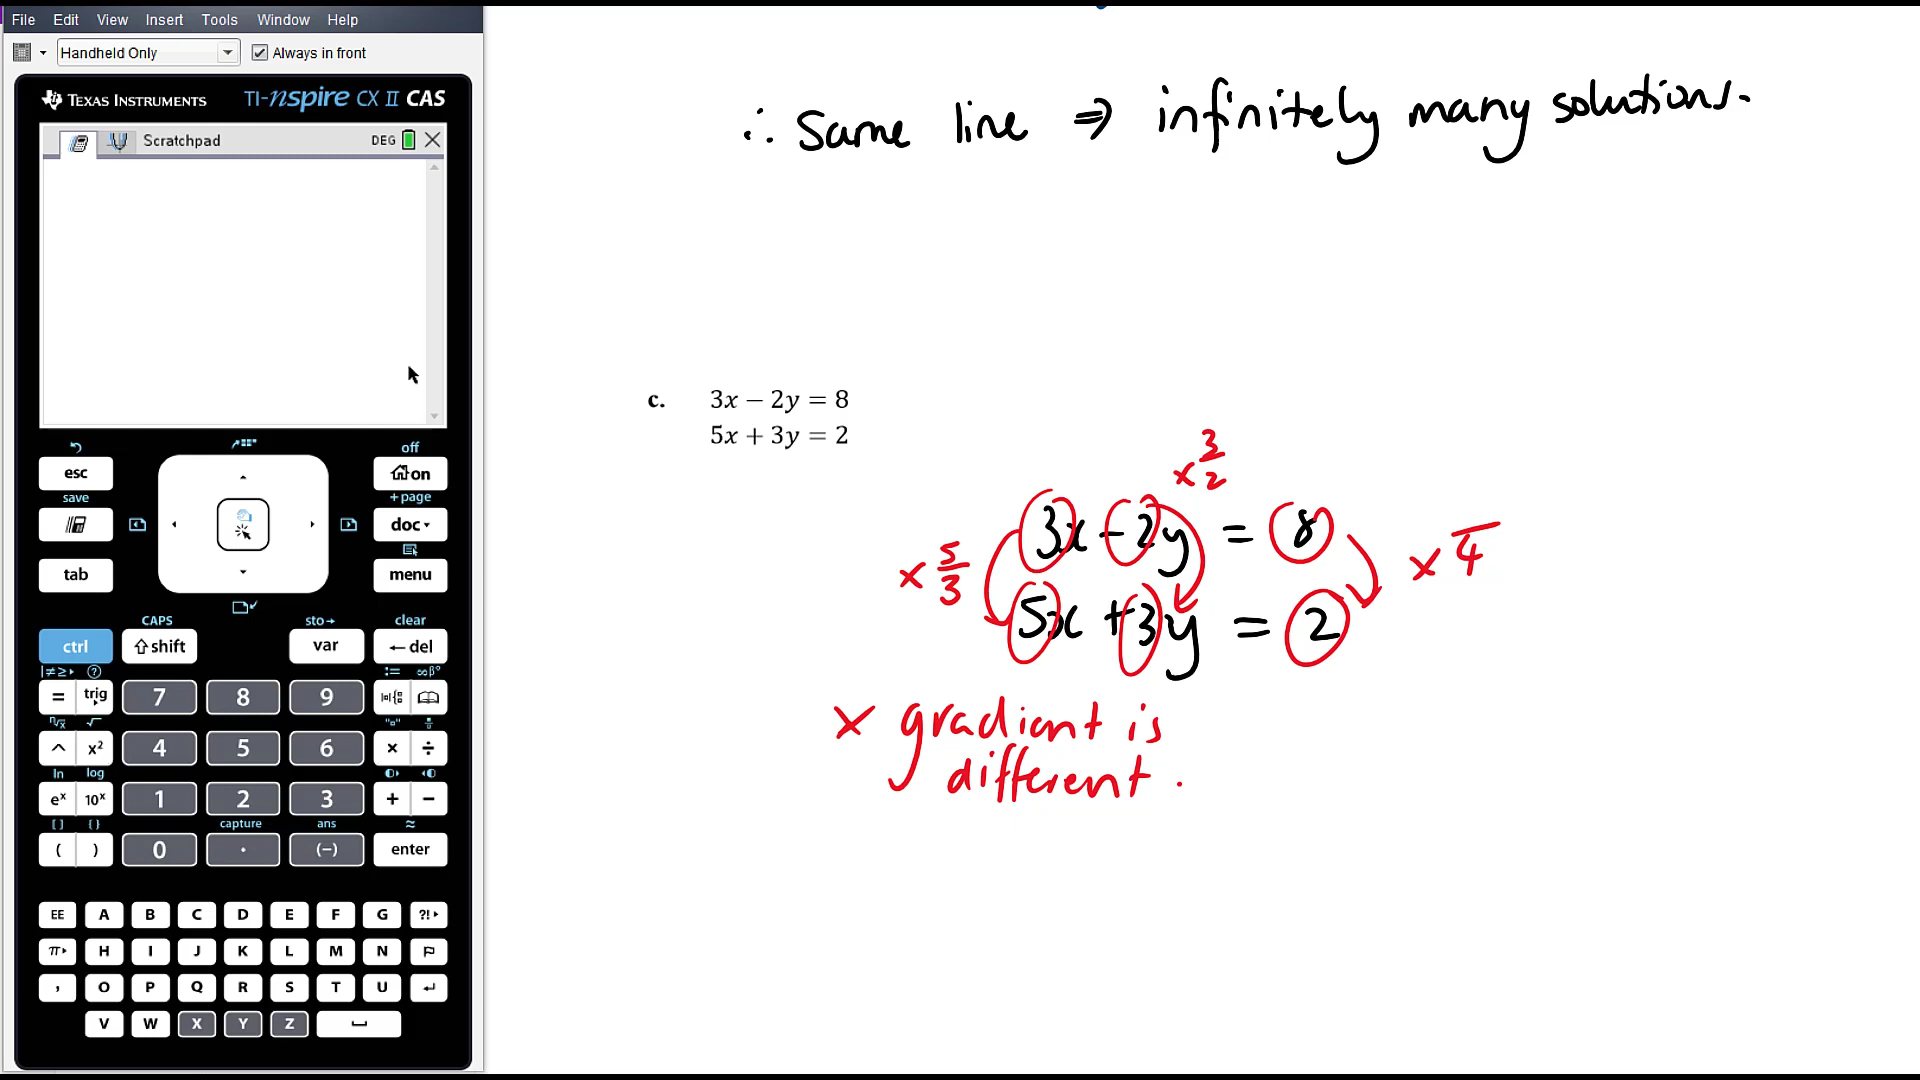 File Edit View Insert Tools Window Help
Handheld Only Always in front
TEXAS INSTRUMENTS TI-nspire CX II CAS
Scratchpad DEG
off
esc on
save + page
doc
tab menu
CAPS sto→ clear
ctrl ⇧shift var ←del
|≠≥▸ := ∞β°
= trig 7 8 9
ⁿ√x √
^ x² 4 5 6 × ÷
ln log
eˣ 10ˣ 1 2 3 + −
[ ] { } capture ans ≈
( ) 0 . (−) enter
EE A B C D E F G ?!▸
π▸ H I J K L M N
, O P Q R S T U ↵
V W X Y Z
∴ Same line ⇒ infinitely many solutions.
c. 3x − 2y = 8
5x + 3y = 2
× 3/2
3x − 2y = 8
× 5/3
× 4
5x + 3y = 2
× gradient is
different .